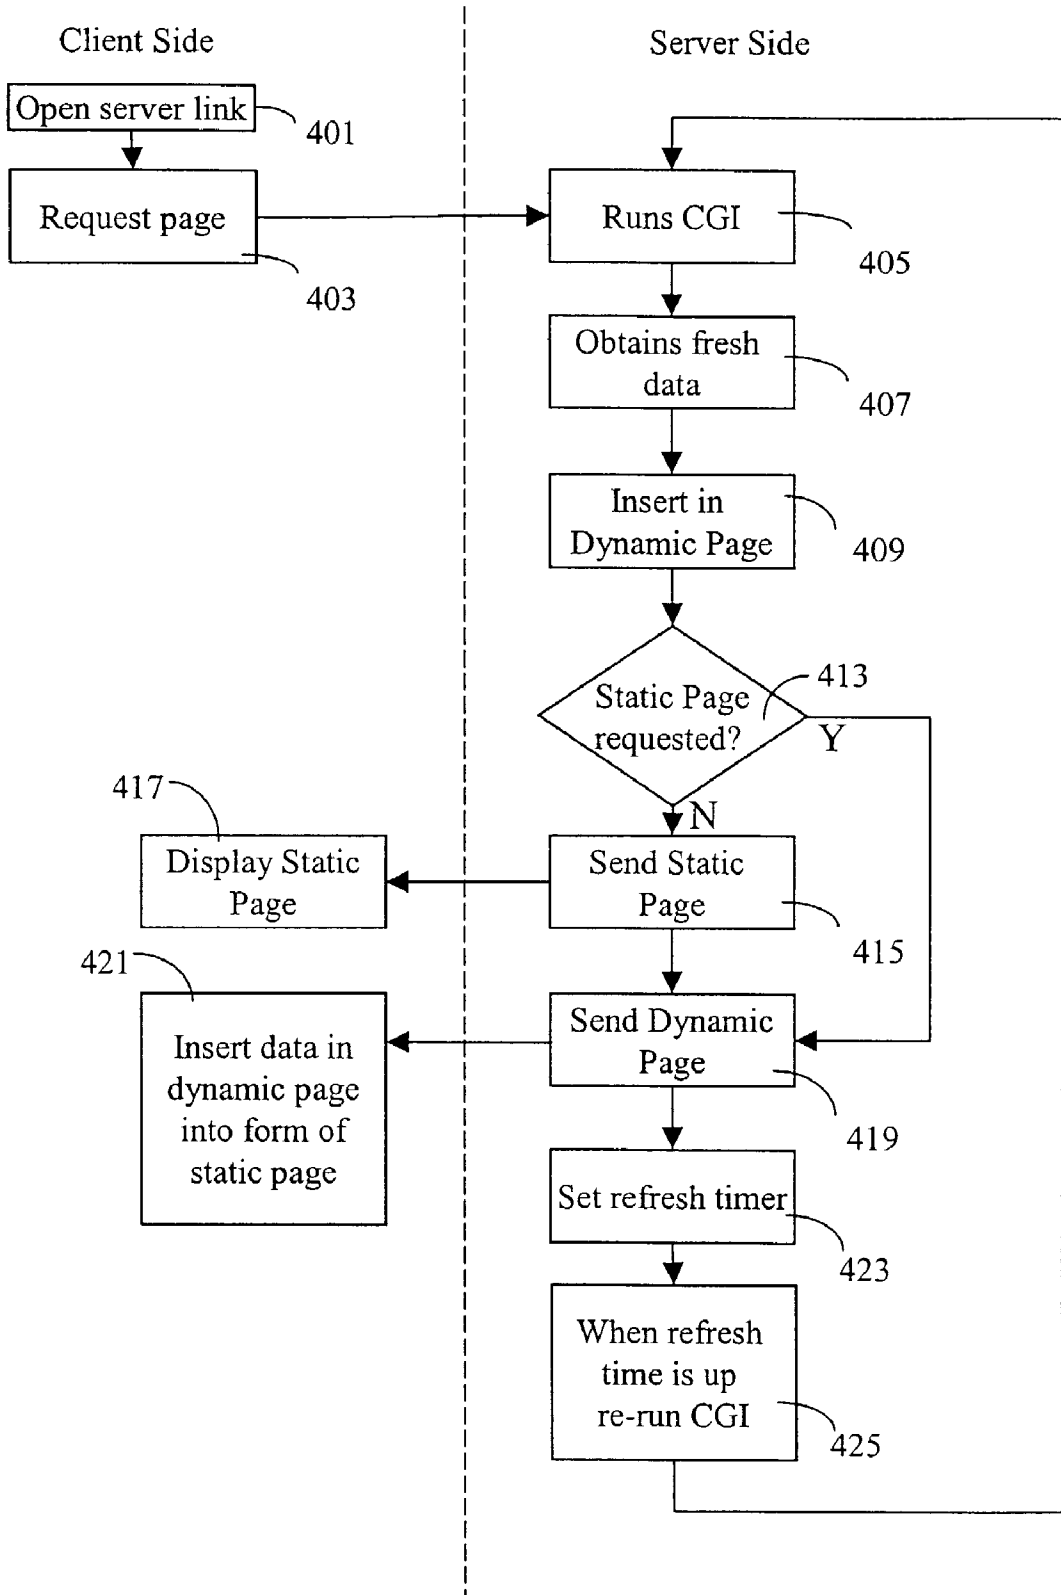 Client Side
Server Side
Open server link
401
Request page
403
Runs CGI
405
Obtains fresh
data
407
Insert in
Dynamic Page
409
Static Page
requested?
413
Y
N
417
Display Static
Page
Send Static
Page
415
421
Insert data in
dynamic page
into form of
static page
Send Dynamic
Page
419
Set refresh timer
423
When refresh
time is up
re-run CGI
425